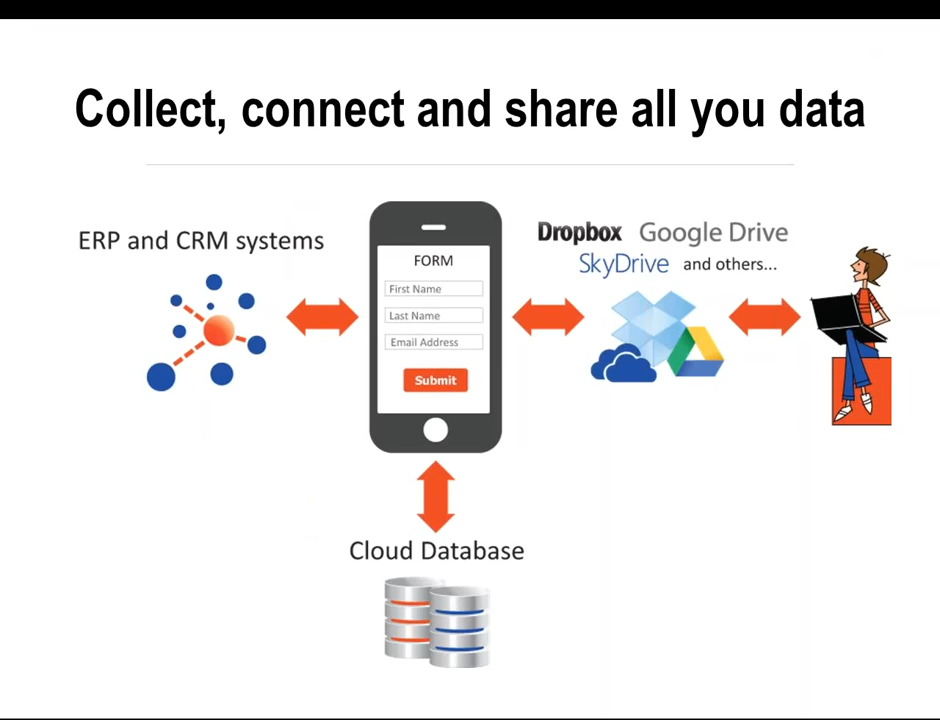 Collect, connect and share all you data
ERP and CRM systems
FORM
First Name
Last Name
Email Address
Submit
Dropbox Google Drive
SkyDrive and others...
Cloud Database